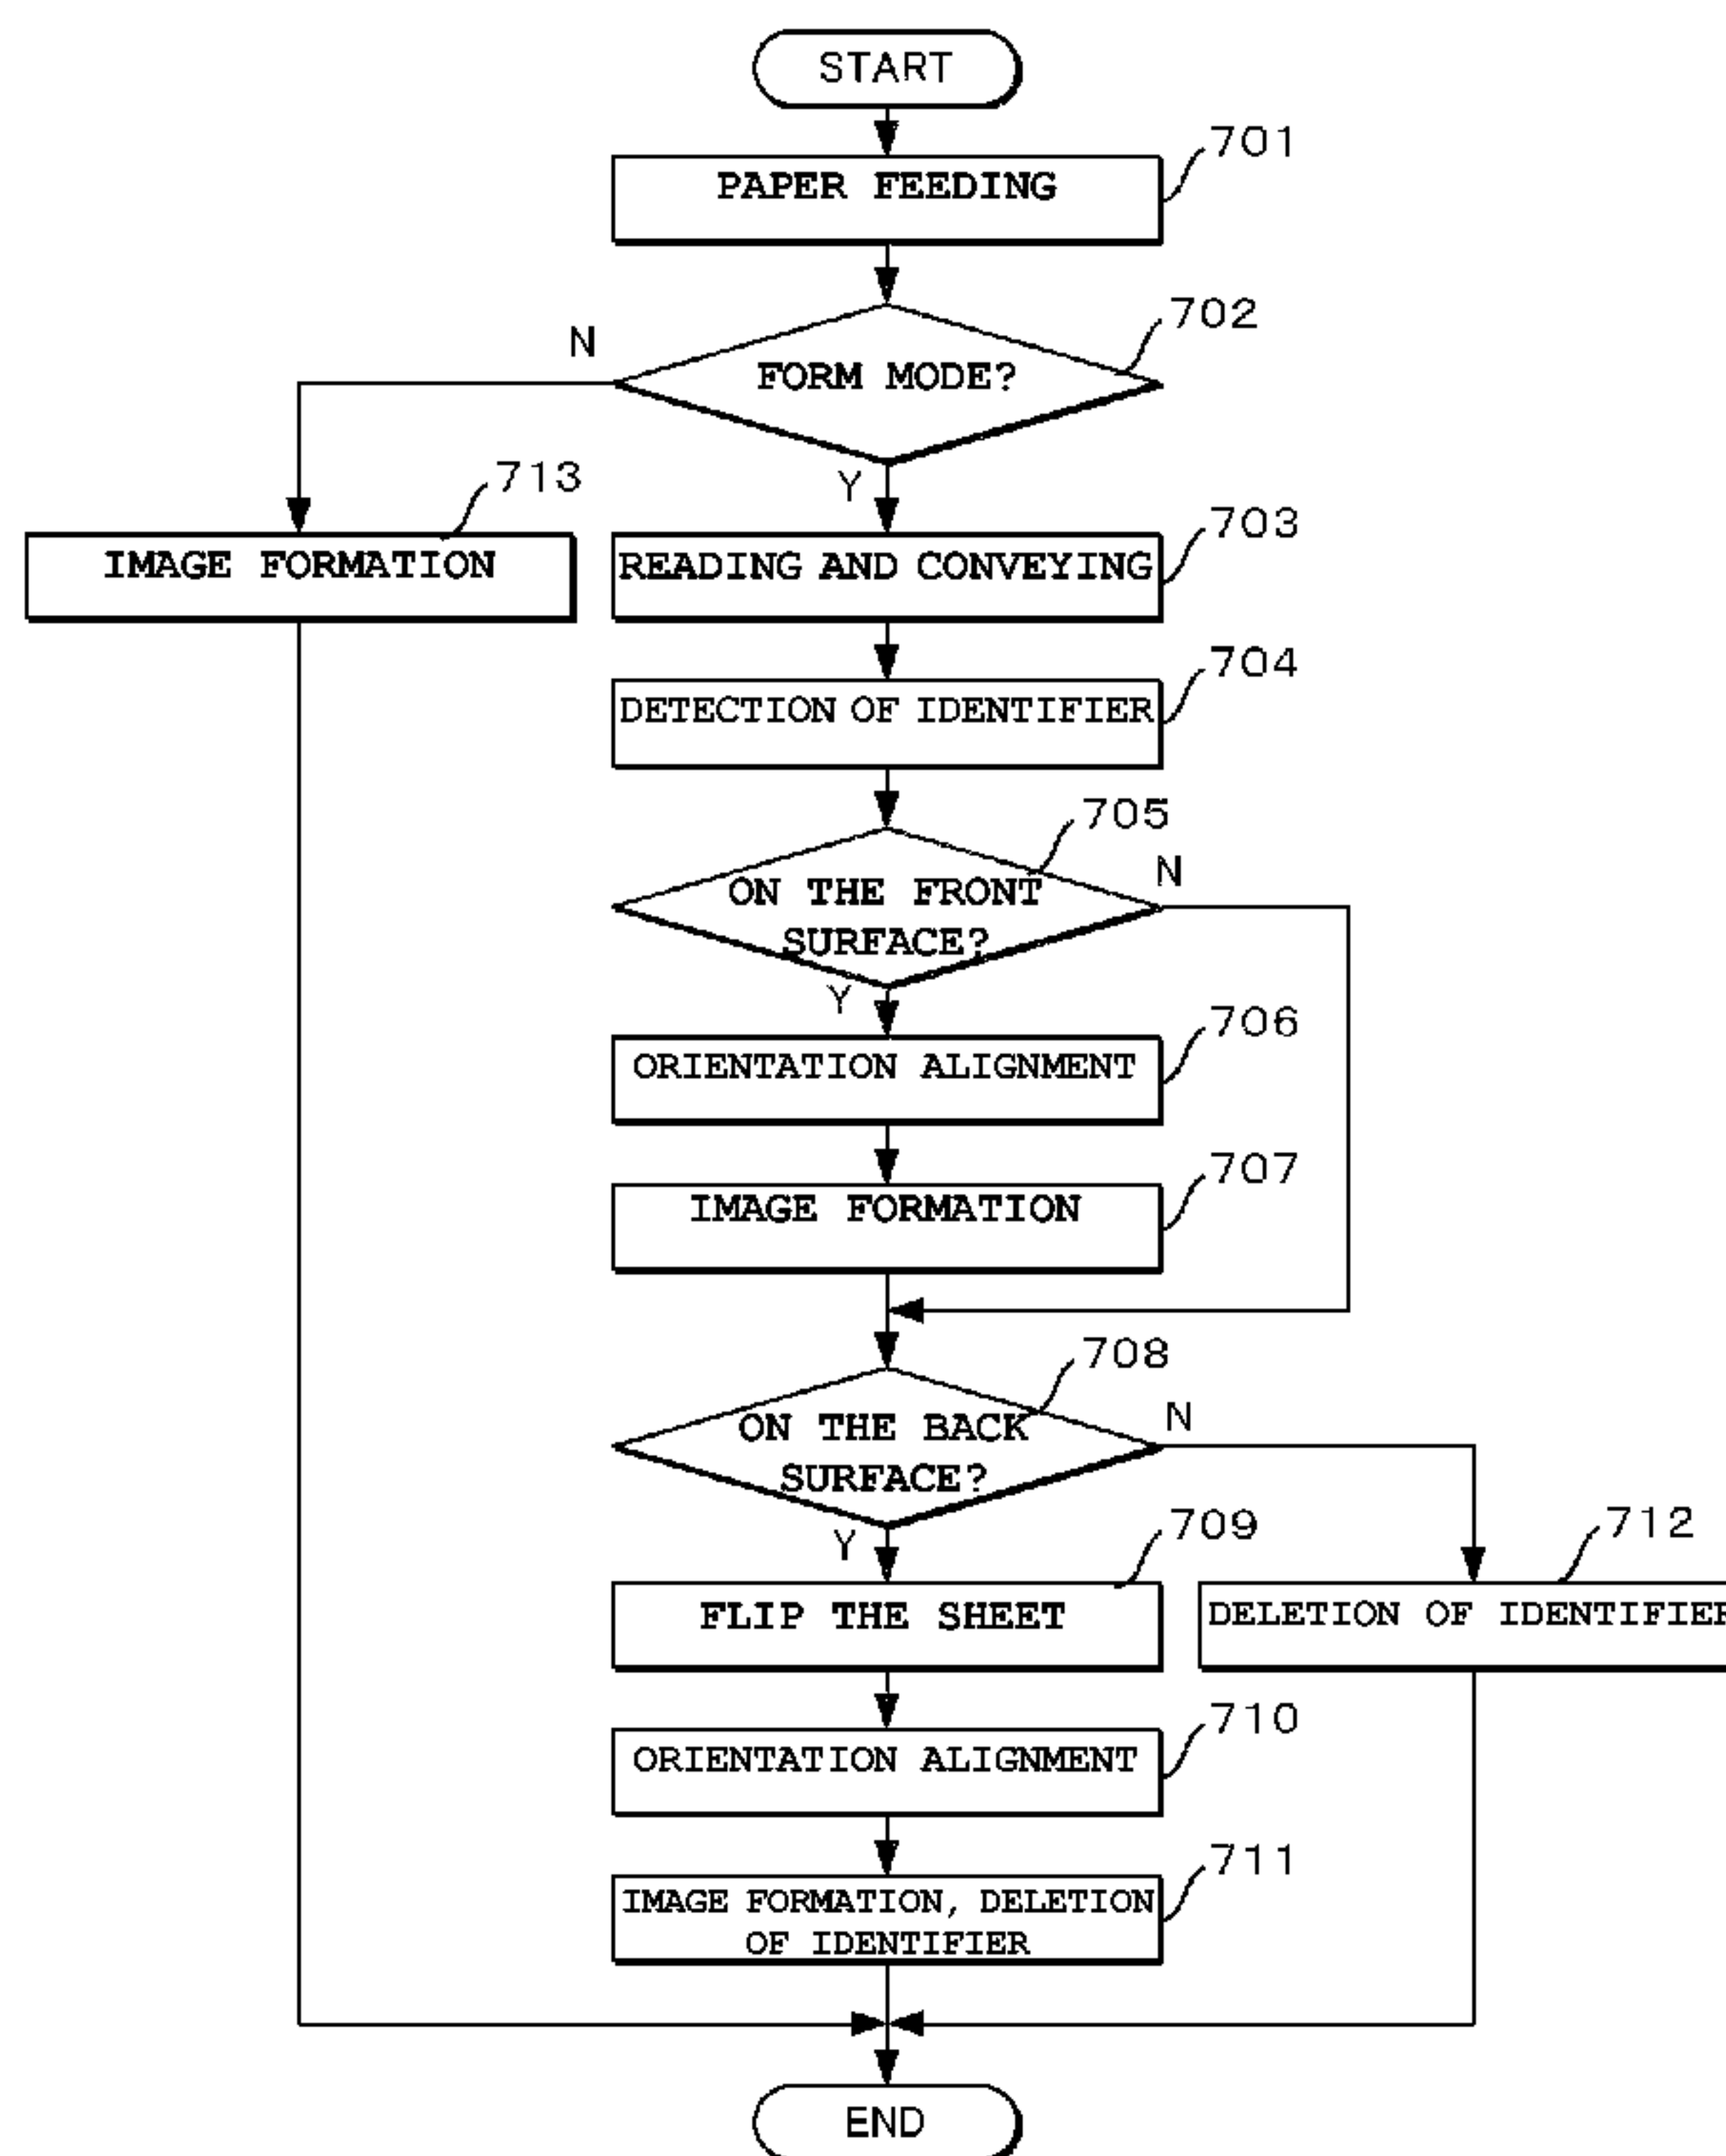 START
701
PAPER FEEDING
702
N
FORM MODE?
Y
713
703
IMAGE FORMATION
READING AND CONVEYING
704
DETECTION OF IDENTIFIER
705
N
ON THE FRONT
SURFACE?
Y
706
ORIENTATION ALIGNMENT
707
IMAGE FORMATION
708
N
ON THE BACK
SURFACE?
Y
709
712
FLIP THE SHEET
DELETION OF IDENTIFIER
710
ORIENTATION ALIGNMENT
711
IMAGE FORMATION, DELETION
OF IDENTIFIER
END